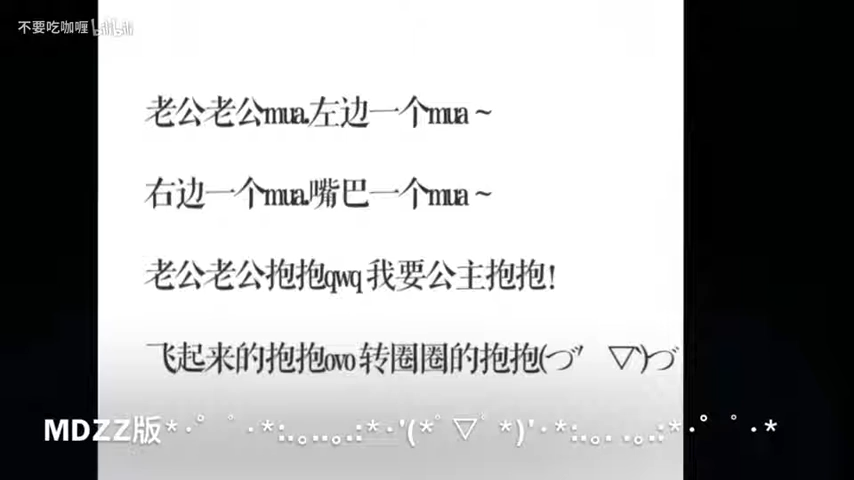 不要吃咖喱 bilibili
老公老公mua.左边一个mua～
右边一个mua.嘴巴一个mua～
老公老公抱抱qwq 我要公主抱抱!
飞起来的抱抱ovo 转圈圈的抱抱(づ′▽`)づ
MDZZ版*·゜゚·*:.｡..｡.:*·'(*ﾟ▽ﾟ*)'·*:.｡. .｡.:*·゜゚·*